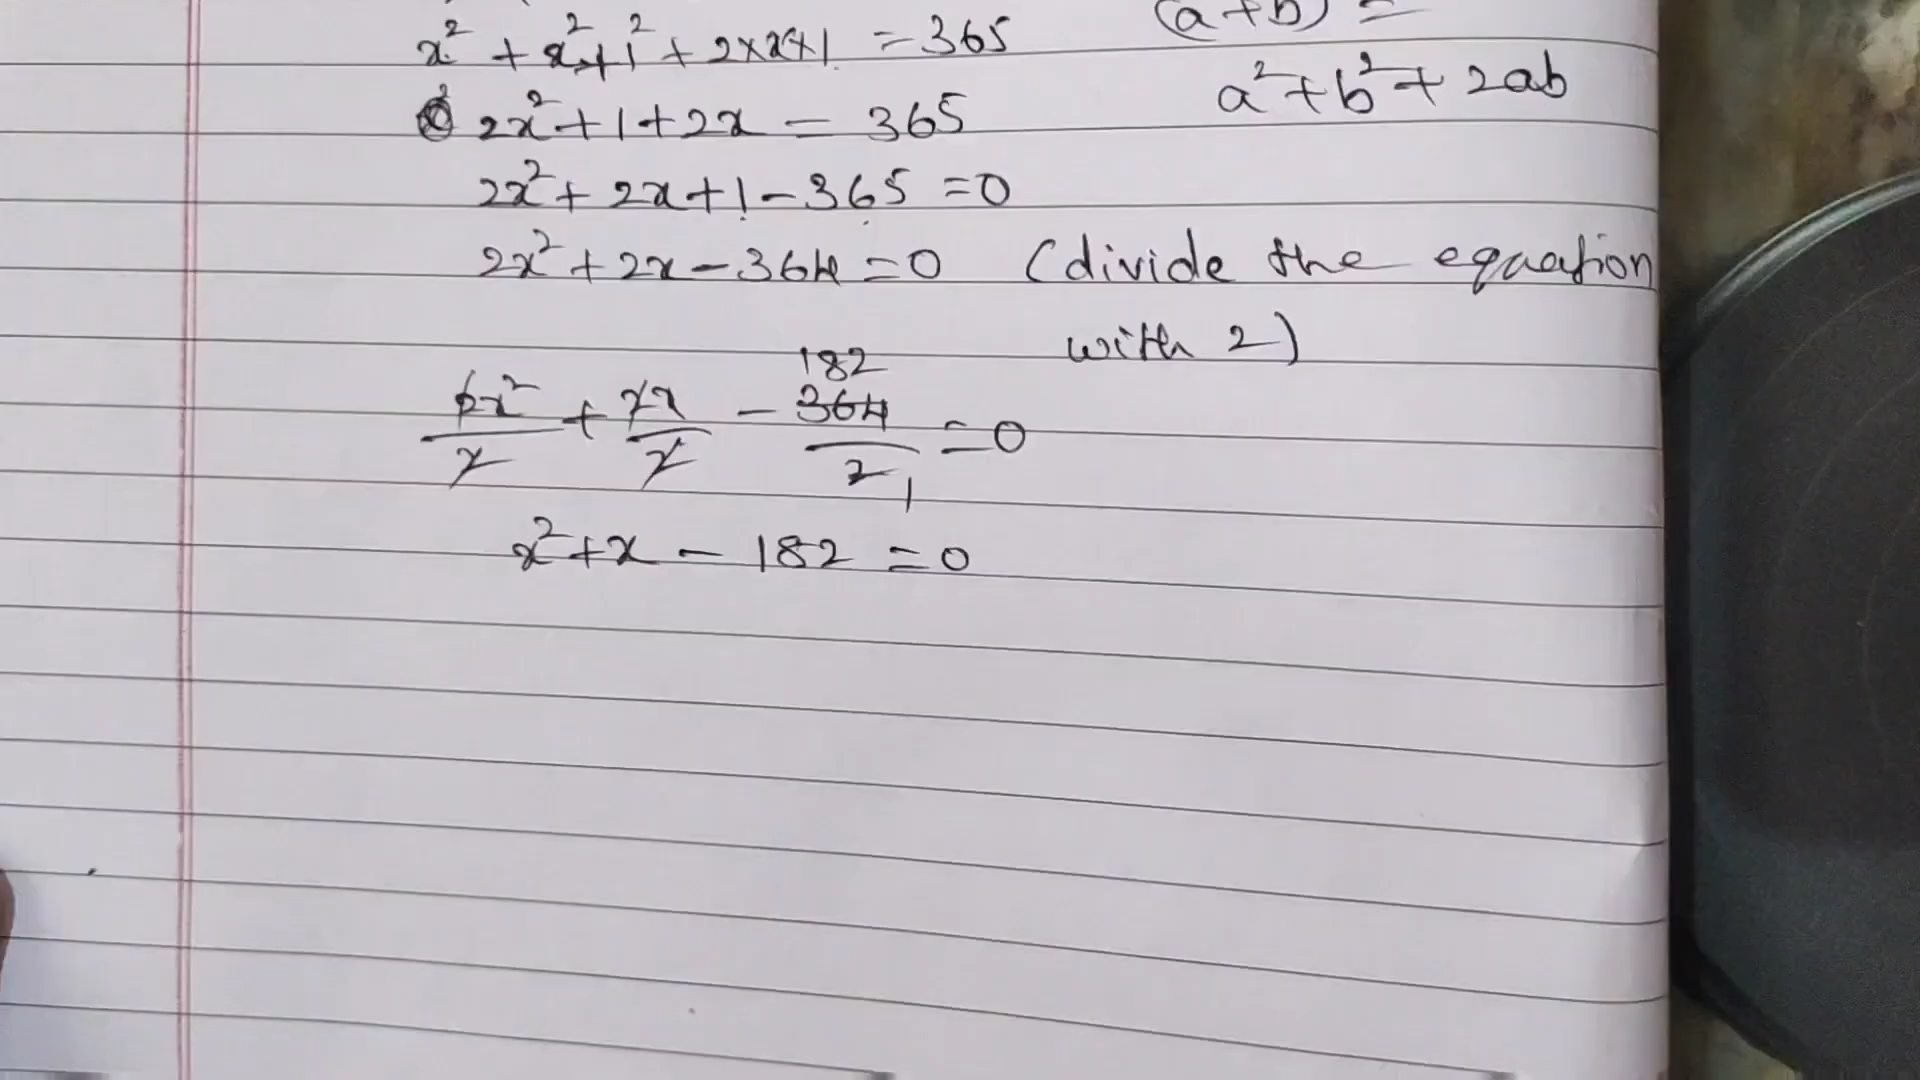 x² + x² + 1² + 2×x×1 = 365
(a+b) =
a² + b² + 2ab
2x² + 1 + 2x = 365
2x² + 2x + 1 - 365 = 0
2x² + 2x - 364 = 0 (divide the equation
with 2)
182
2x²/2 + 2x/2 - 364/2 = 0
1
x² + x - 182 = 0